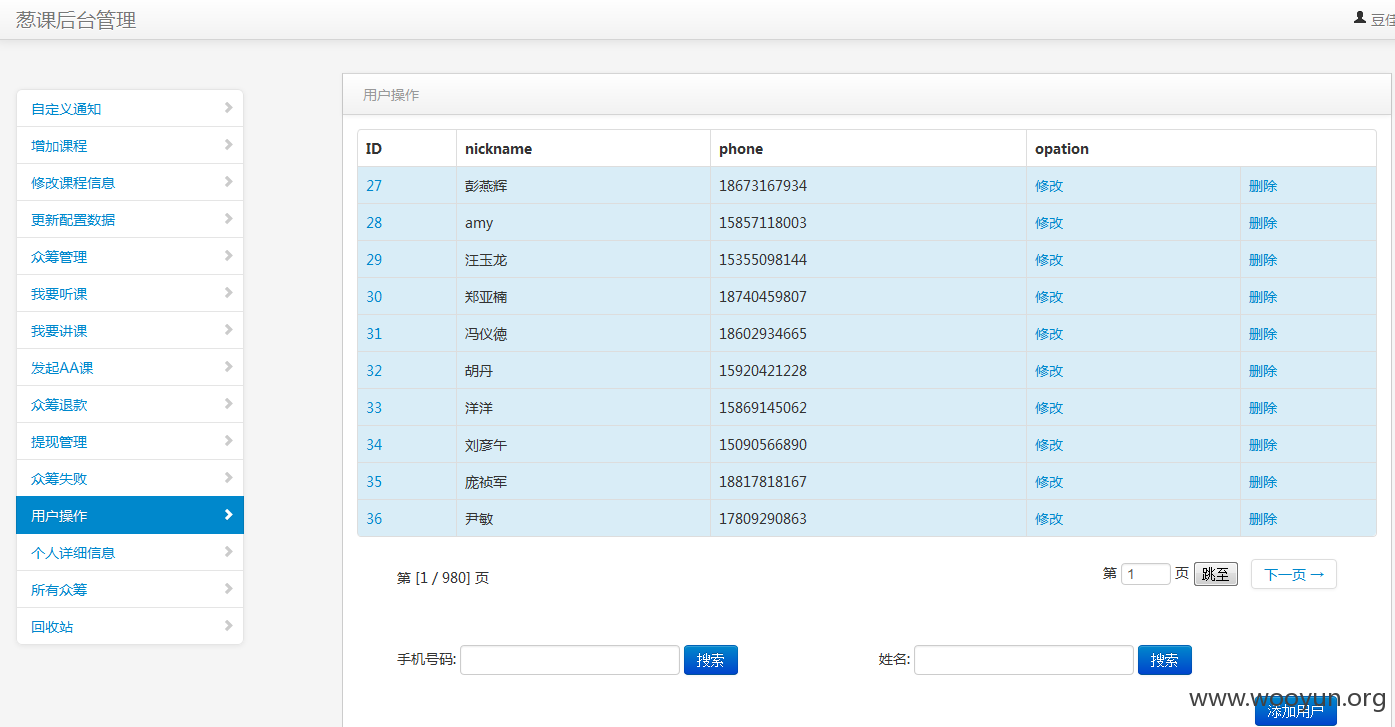 葱课后台管理
豆佳
自定义通知
增加课程
修改课程信息
更新配置数据
众筹管理
我要听课
我要讲课
发起AA课
众筹退款
提现管理
众筹失败
用户操作
个人详细信息
所有众筹
回收站
用户操作
ID nickname phone opation
27 彭燕辉 18673167934 修改 删除
28 amy 15857118003 修改 删除
29 汪玉龙 15355098144 修改 删除
30 郑亚楠 18740459807 修改 删除
31 冯仪德 18602934665 修改 删除
32 胡丹 15920421228 修改 删除
33 洋洋 15869145062 修改 删除
34 刘彦午 15090566890 修改 删除
35 庞祯军 18817818167 修改 删除
36 尹敏 17809290863 修改 删除
第 [1 / 980] 页
第 1 页 跳至 下一页 →
手机号码: 搜索 姓名: 搜索
www.wooyun.org
添加用户